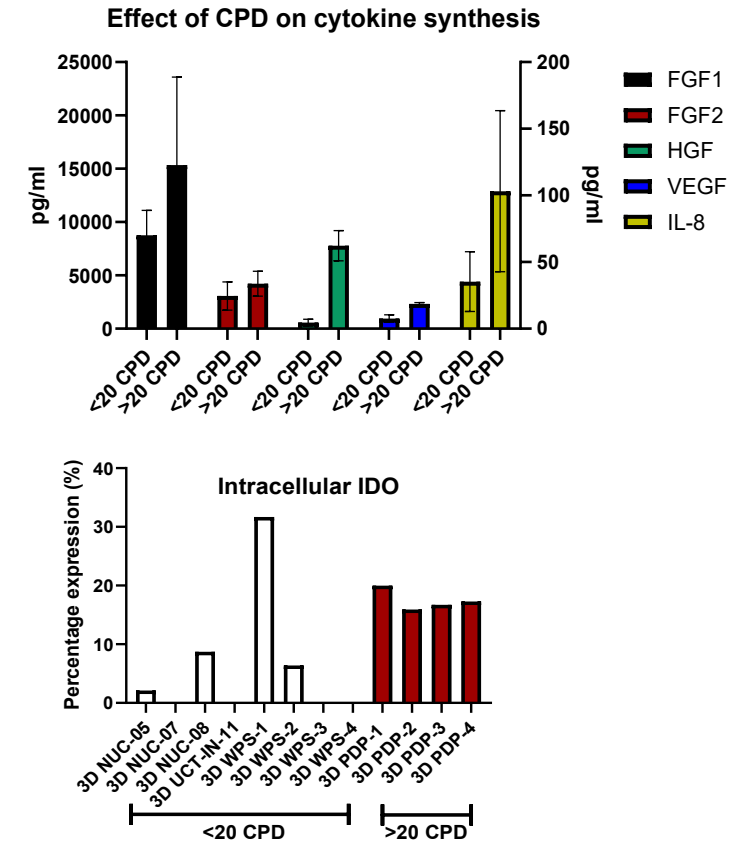 Effect of CPD on cytokine synthesis
25000
20000
15000
10000
5000
0
pg/ml
200
150
100
50
0
pg/ml
FGF1
FGF2
HGF
VEGF
IL-8
<20 CPD
>20 CPD
<20 CPD
>20 CPD
<20 CPD
>20 CPD
<20 CPD
>20 CPD
<20 CPD
>20 CPD
Intracellular IDO
Percentage expression (%)
40
30
20
10
0
3D NUC-05
3D NUC-07
3D NUC-08
3D UCT-IN-11
3D WPS-1
3D WPS-2
3D WPS-3
3D WPS-4
3D PDP-1
3D PDP-2
3D PDP-3
3D PDP-4
<20 CPD
>20 CPD